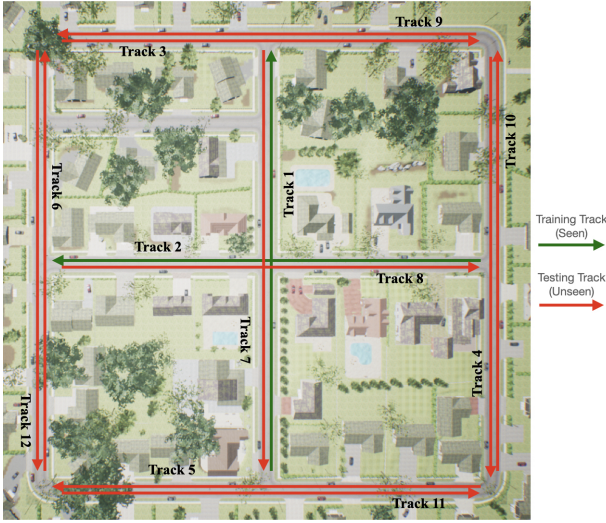 Track 9
Track 3
Track 10
Track 6
Track 1
Training Track
(Seen)
Track 2
Track 8
Testing Track
(Unseen)
Track 7
Track 4
Track 12
Track 5
Track 11